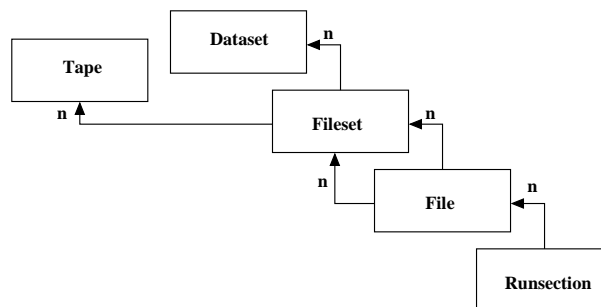 n
Dataset
Tape
n
n
Fileset
n
n
File
Runsection